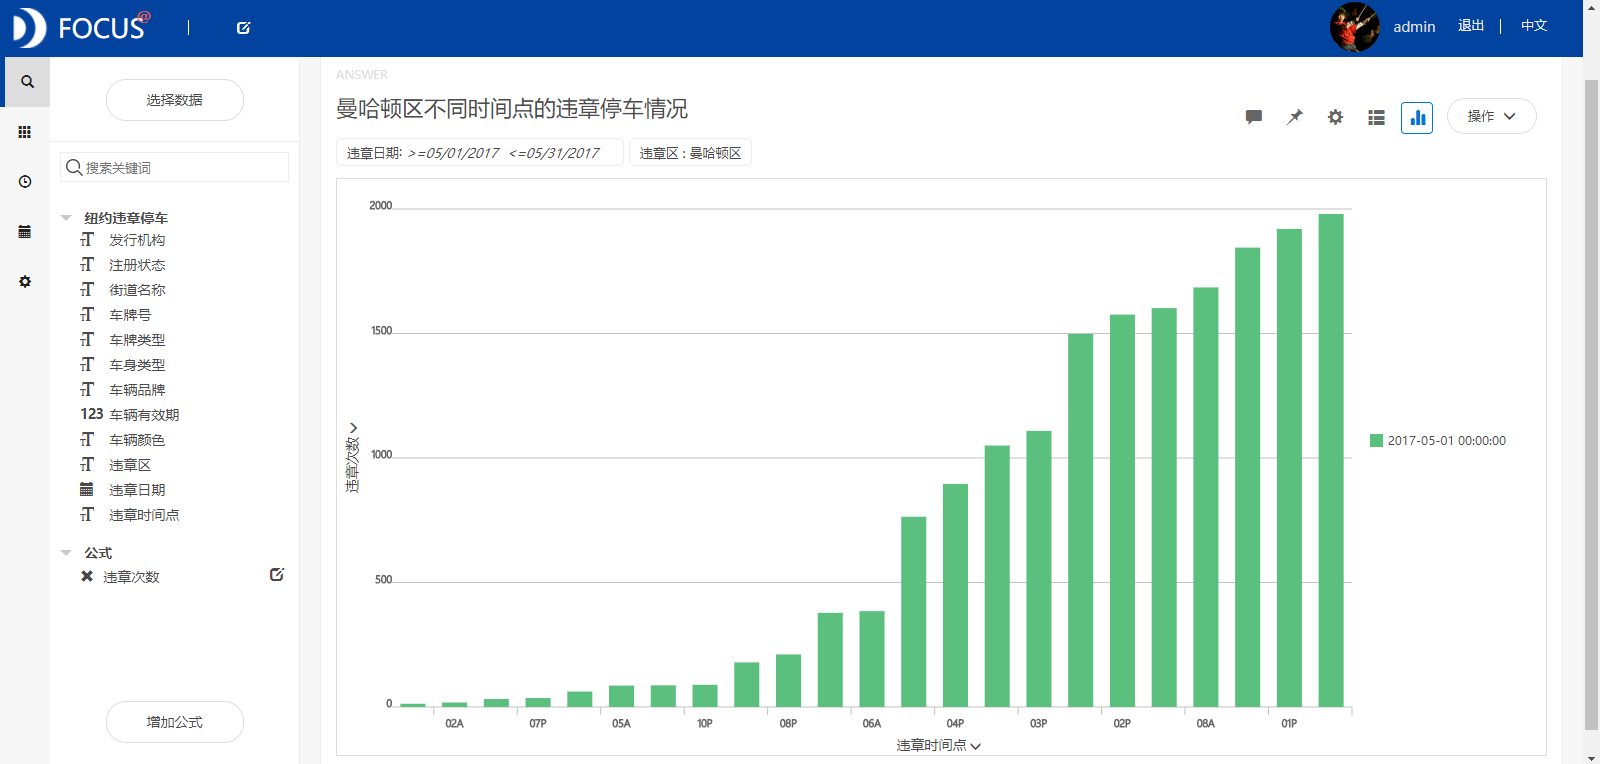 FOCUS@
admin
退出
中文
选择数据
搜索关键词
纽约违章停车
发行机构
注册状态
街道名称
车牌号
车牌类型
车身类型
车辆品牌
123 车辆有效期
车辆颜色
违章区
违章日期
违章时间点
公式
违章次数
增加公式
ANSWER
曼哈顿区不同时间点的违章停车情况
操作
违章日期: >=05/01/2017 <=05/31/2017
违章区 : 曼哈顿区
2000
1500
1000
500
0
违章次数
02A 07P 05A 10P 08P 06A 04P 03P 02P 08A 01P
违章时间点
2017-05-01 00:00:00